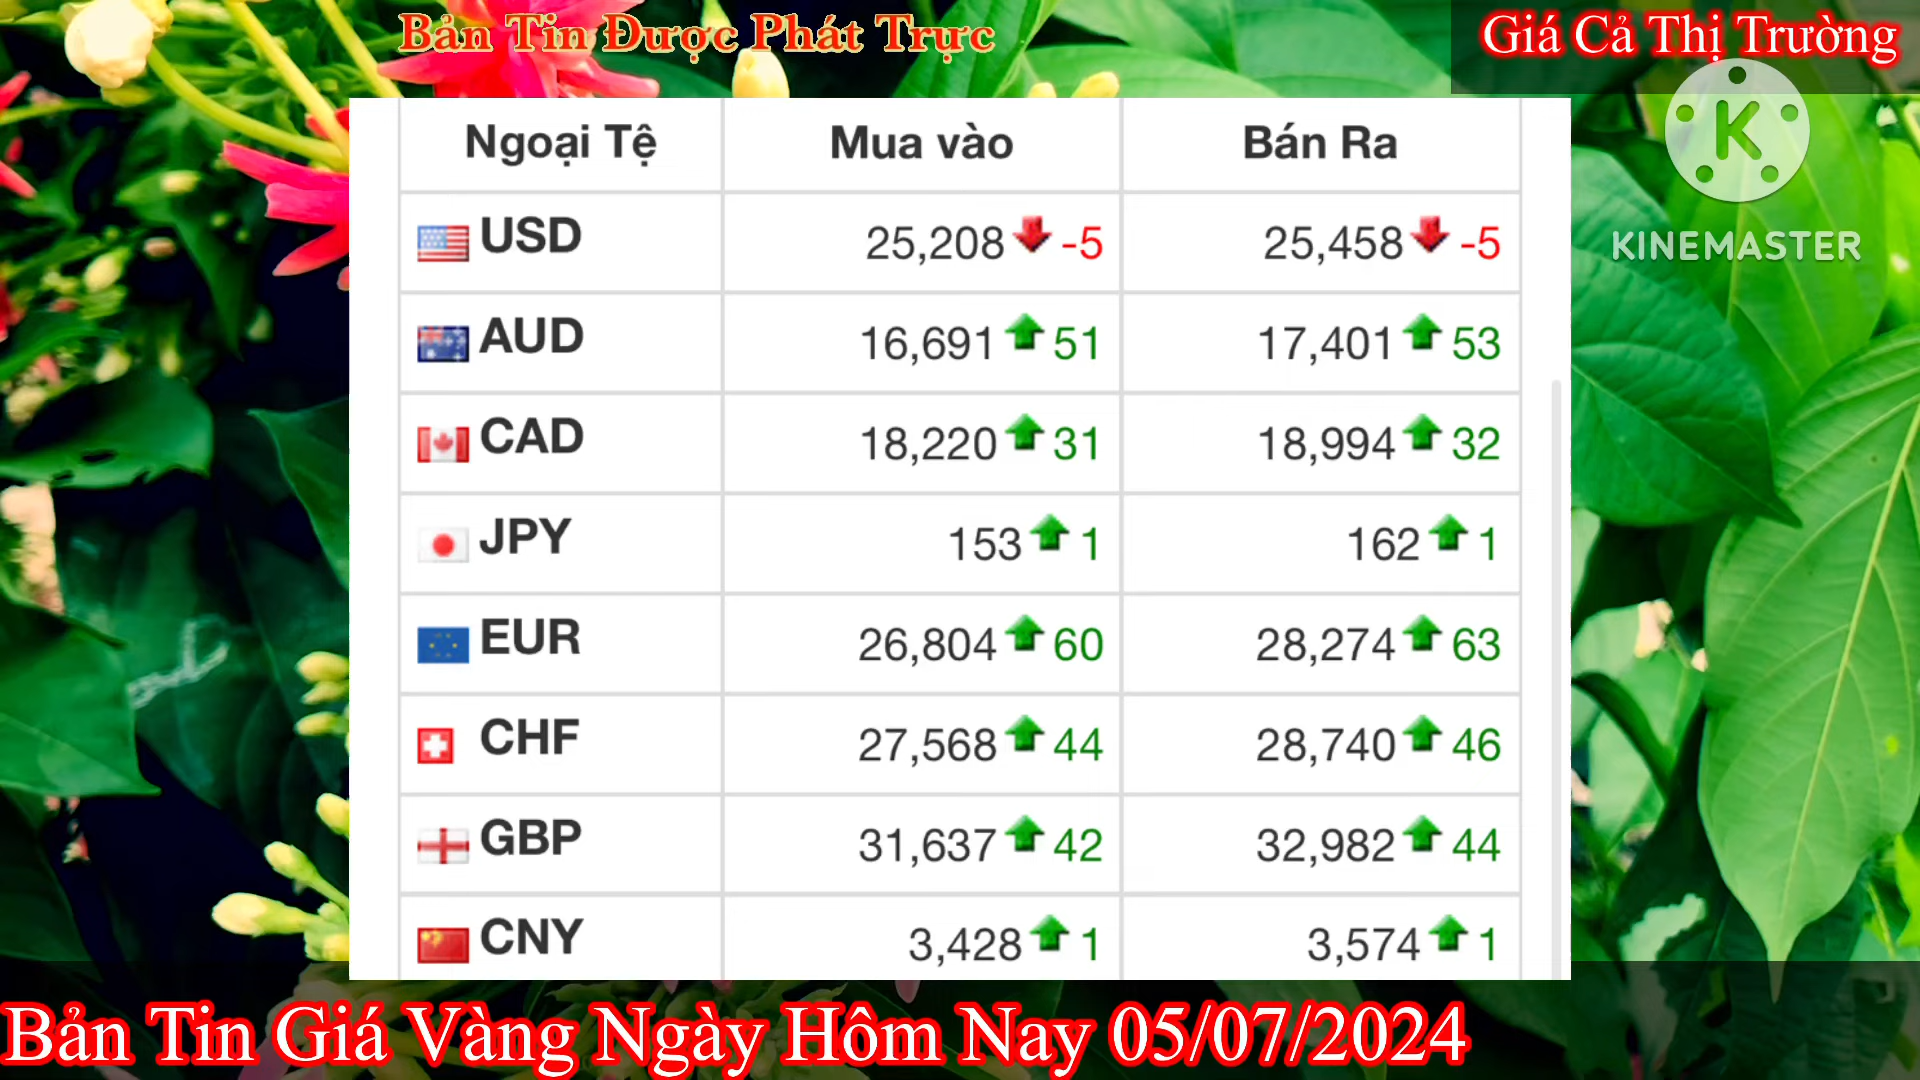 Bản Tin Được Phát Trực
Giá Cả Thị Trường
K
KINEMASTER
Ngoại Tệ Mua vào Bán Ra
USD 25,208 -5 25,458 -5
AUD 16,691 51 17,401 53
CAD 18,220 31 18,994 32
JPY 153 1 162 1
EUR 26,804 60 28,274 63
CHF 27,568 44 28,740 46
GBP 31,637 42 32,982 44
CNY 3,428 1 3,574 1
Bản Tin Giá Vàng Ngày Hôm Nay 05/07/2024